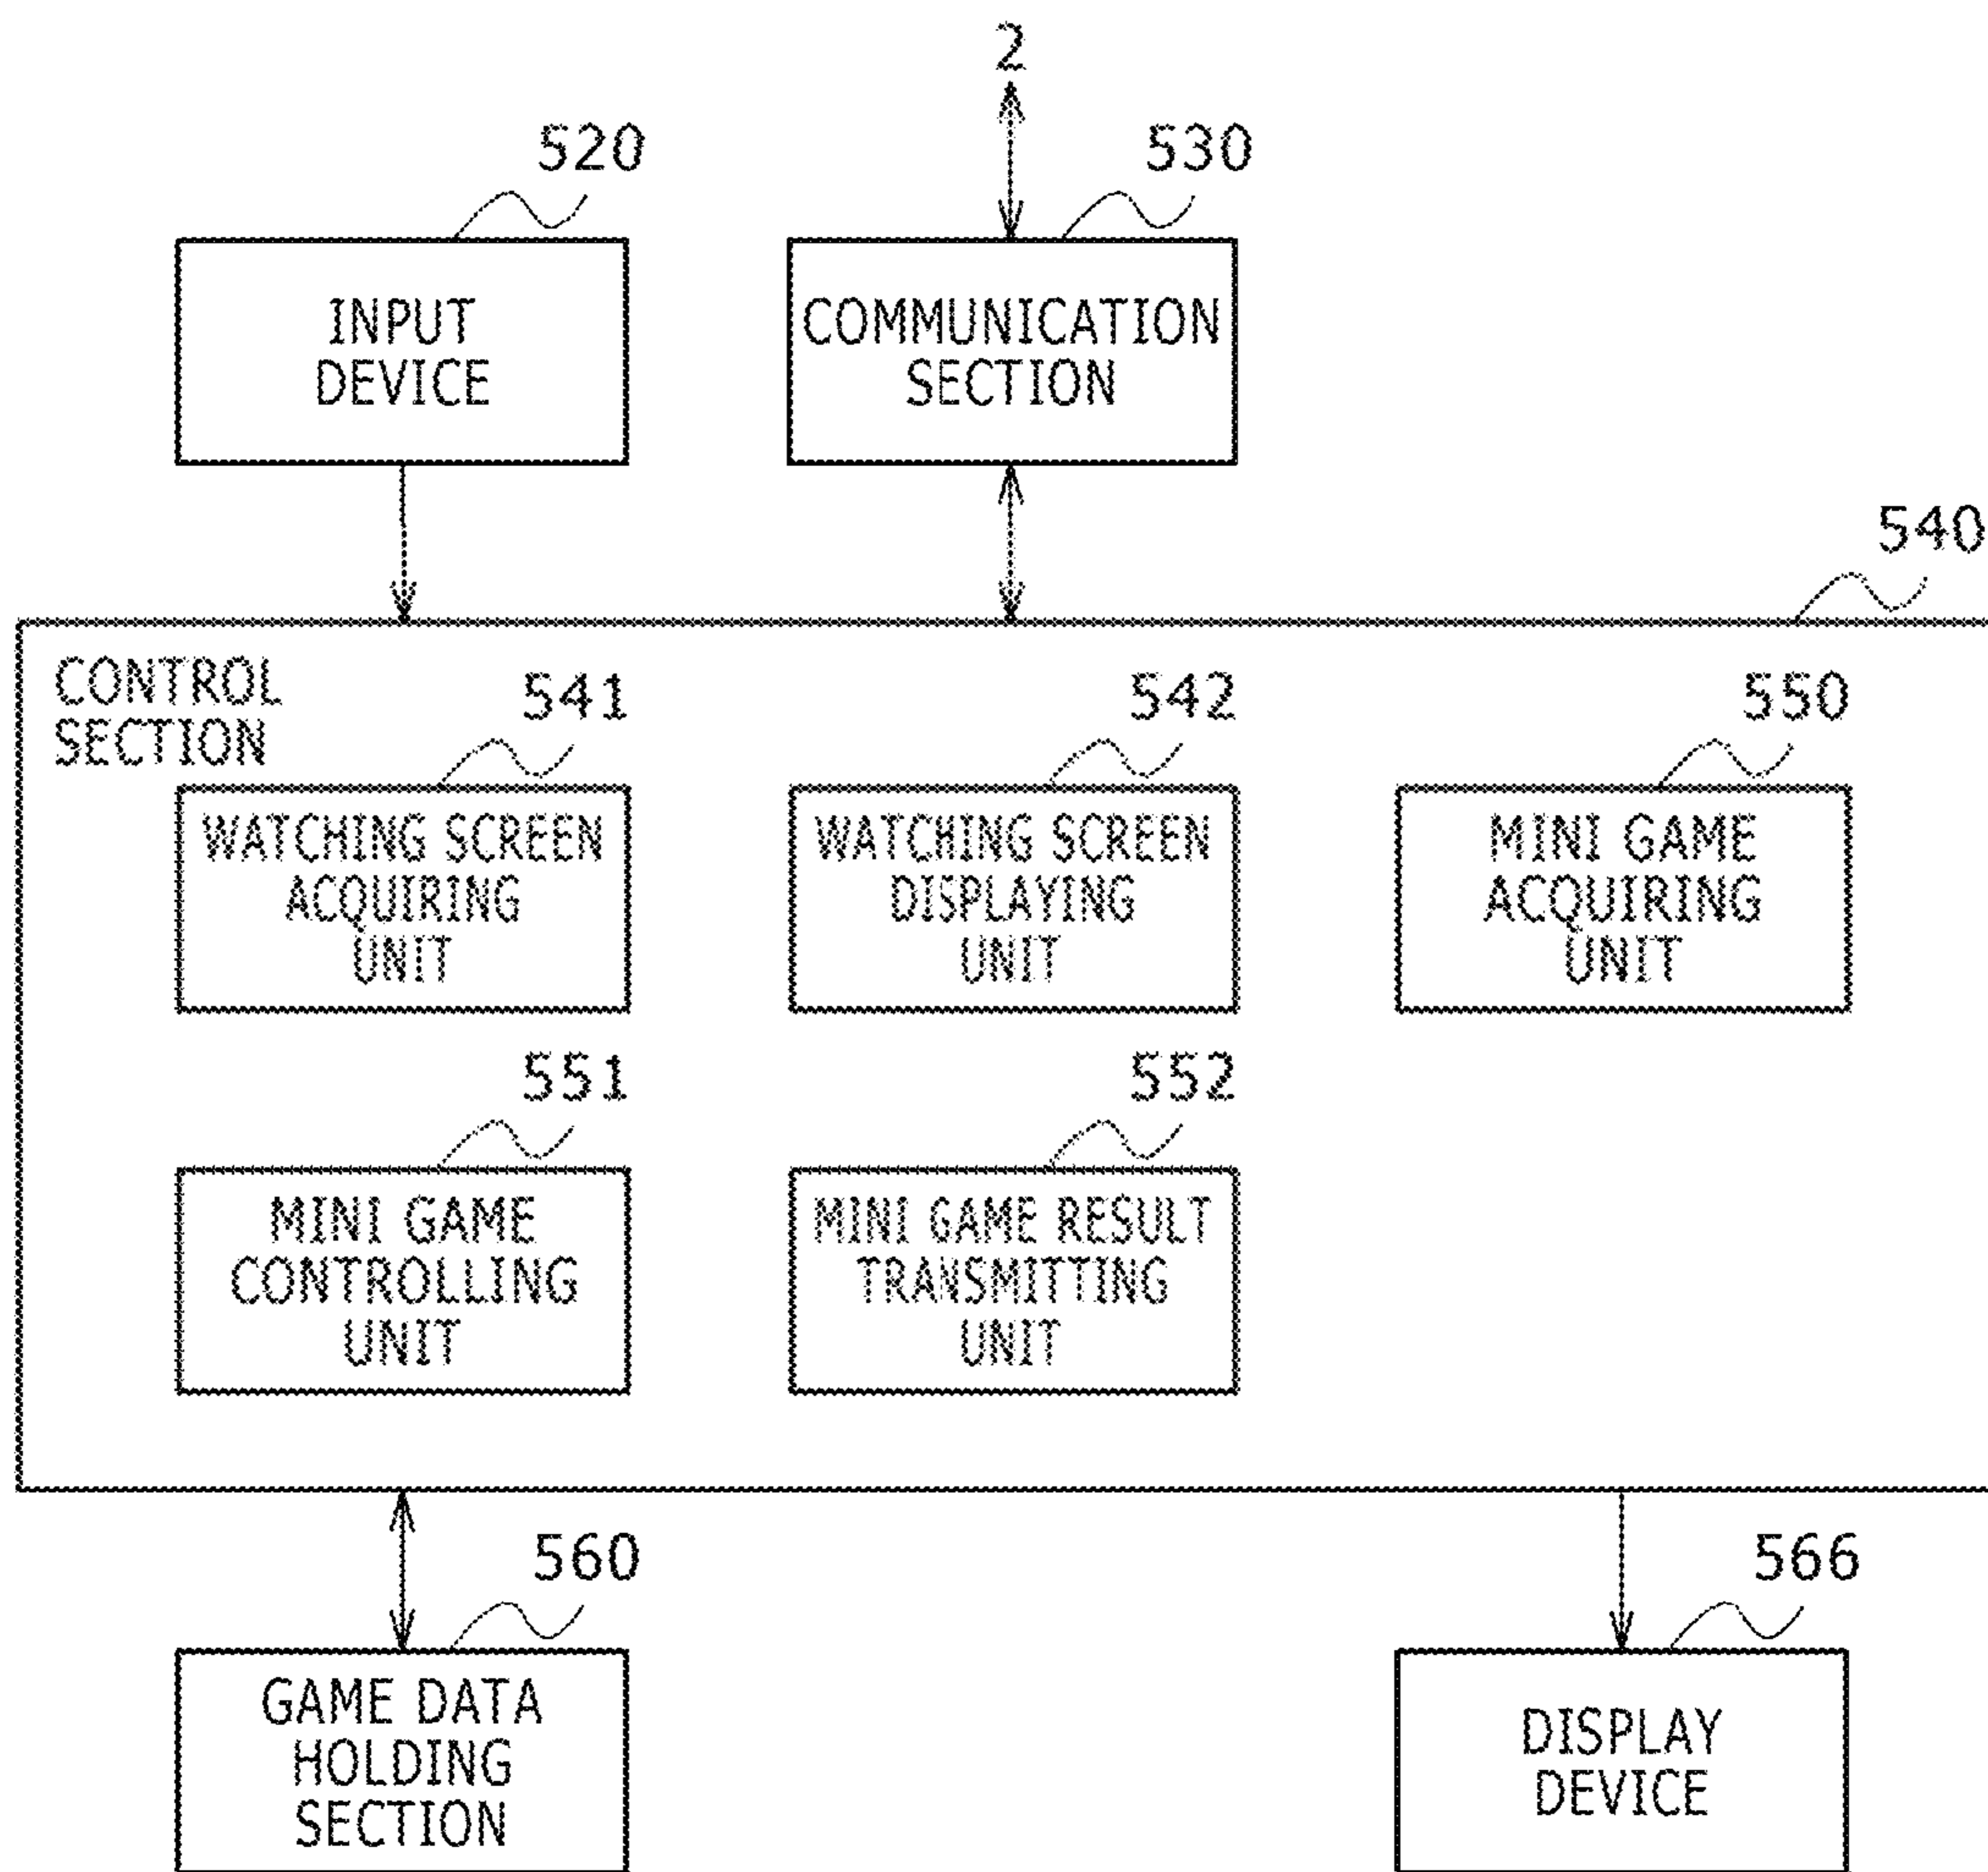 2
520
530
INPUT
DEVICE
COMMUNICATION
SECTION
540
CONTROL
SECTION
541
542
550
WATCHING SCREEN
ACQUIRING
UNIT
WATCHING SCREEN
DISPLAYING
UNIT
MINI GAME
ACQUIRING
UNIT
551
552
MINI GAME
CONTROLLING
UNIT
MINI GAME RESULT
TRANSMITTING
UNIT
560
566
GAME DATA
HOLDING
SECTION
DISPLAY
DEVICE